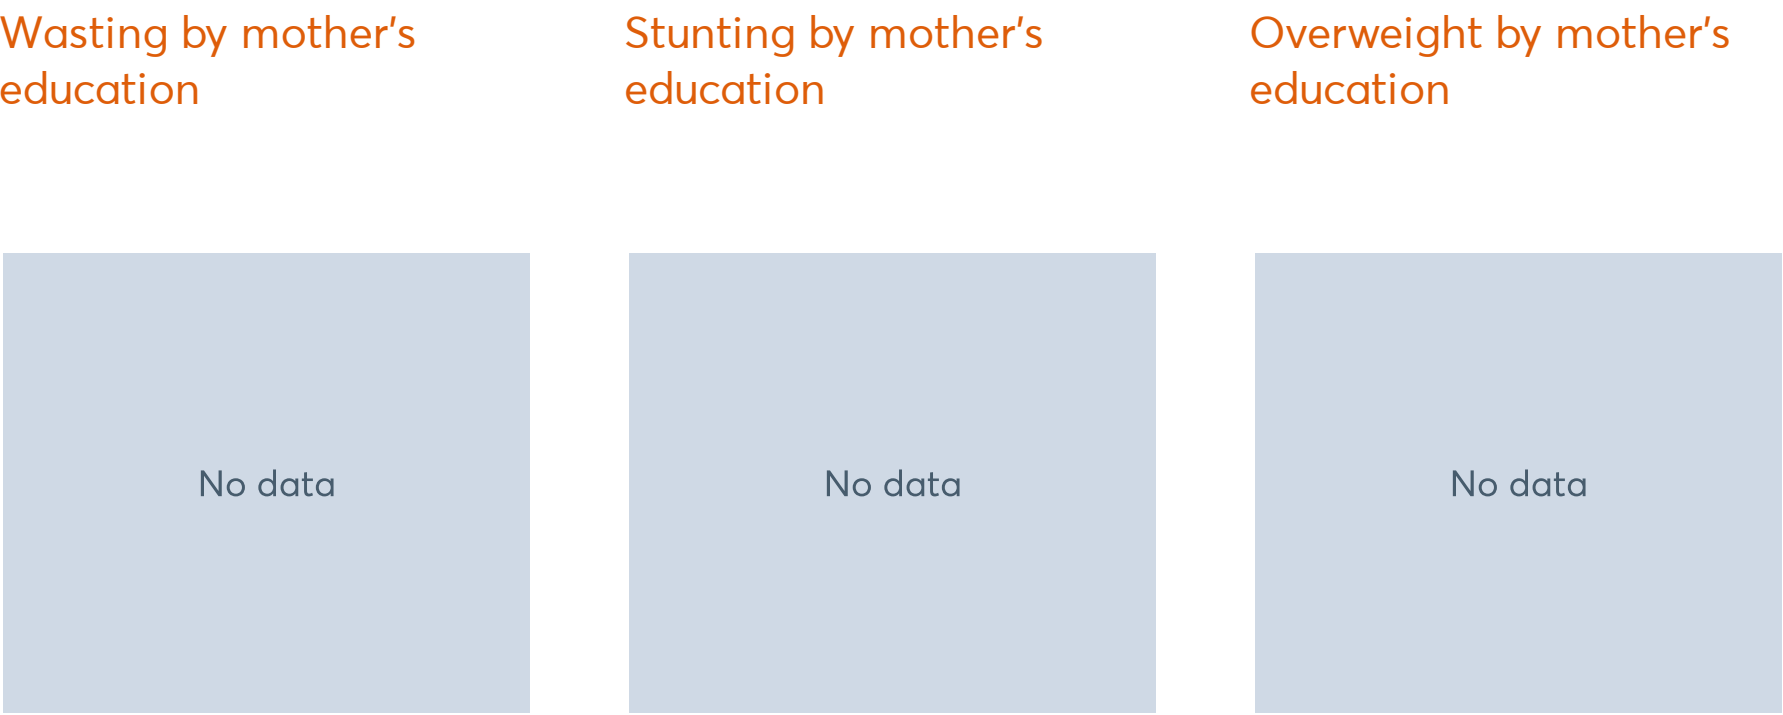 Wasting by mother's
education
Stunting by mother's
education
Overweight by mother's
education
No data
No data
No data